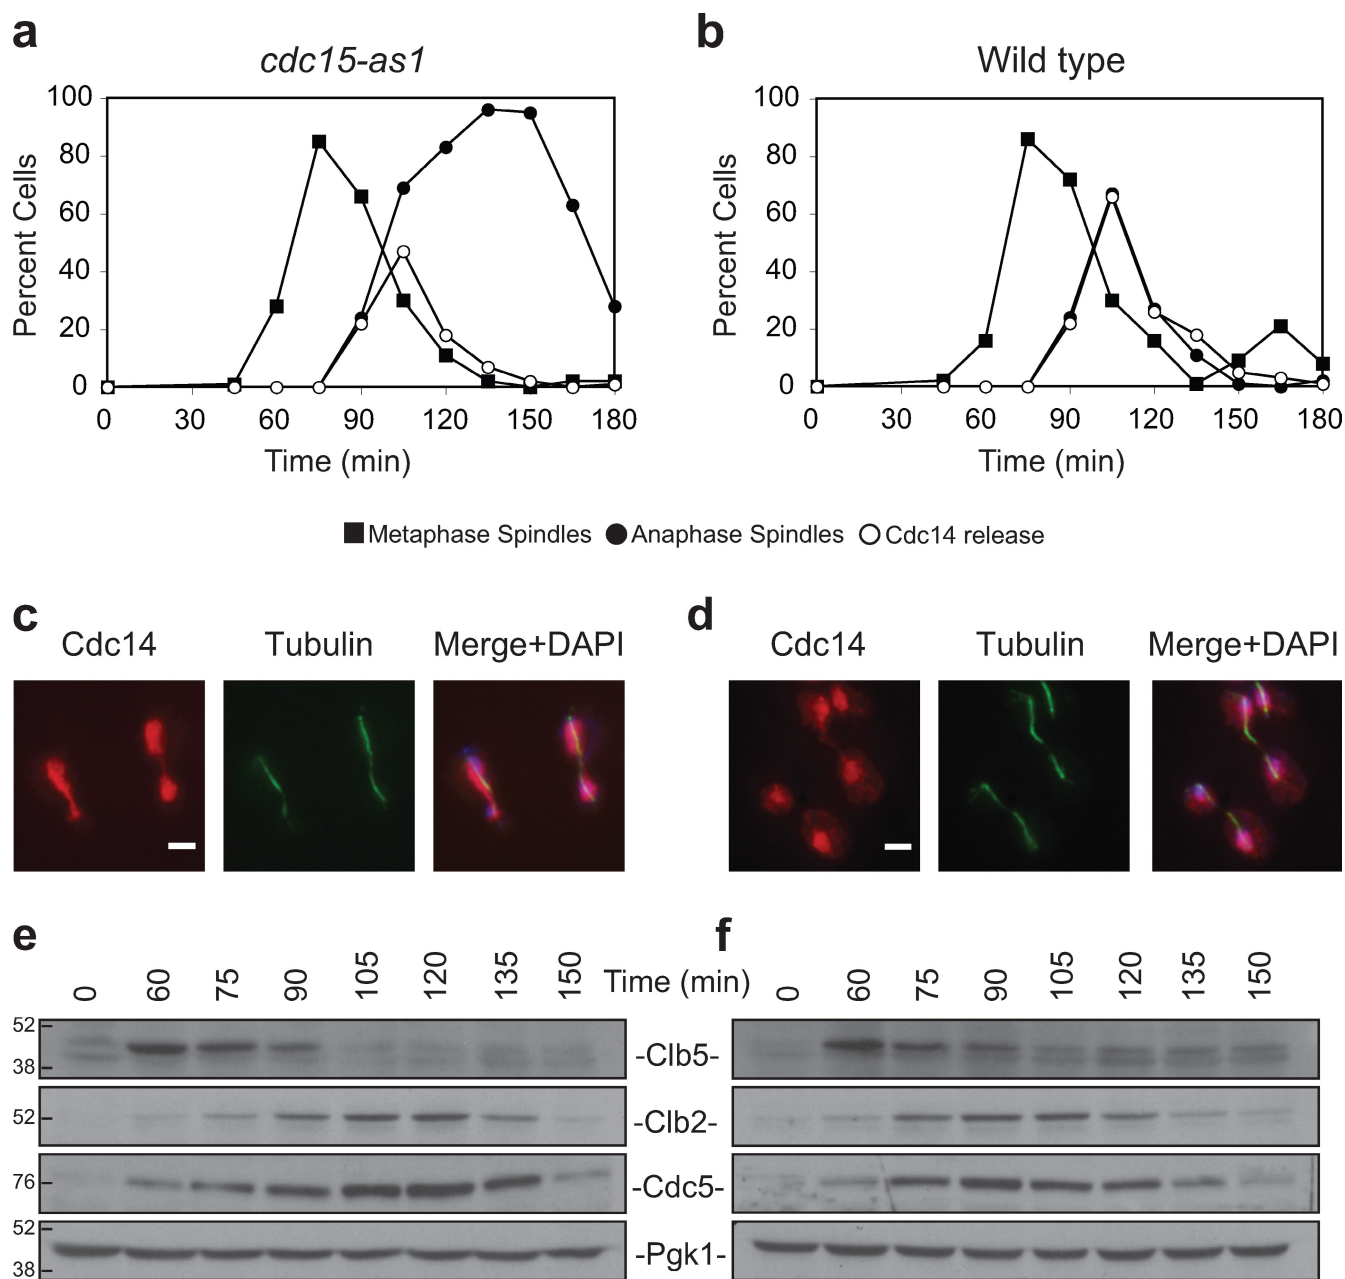 a
b
cdc15-as1
Wild type
100
80
60
40
20
0
Percent Cells
0 30 60 90 120 150 180
Time (min)
100
80
60
40
20
0
Percent Cells
0 30 60 90 120 150 180
Time (min)
Metaphase Spindles Anaphase Spindles Cdc14 release
c
d
Cdc14 Tubulin Merge+DAPI
Cdc14 Tubulin Merge+DAPI
e
f
0 60 75 90 105 120 135 150 Time (min) 0 60 75 90 105 120 135 150
52
38
-Clb5-
52
-Clb2-
76
-Cdc5-
52
38
-Pgk1-